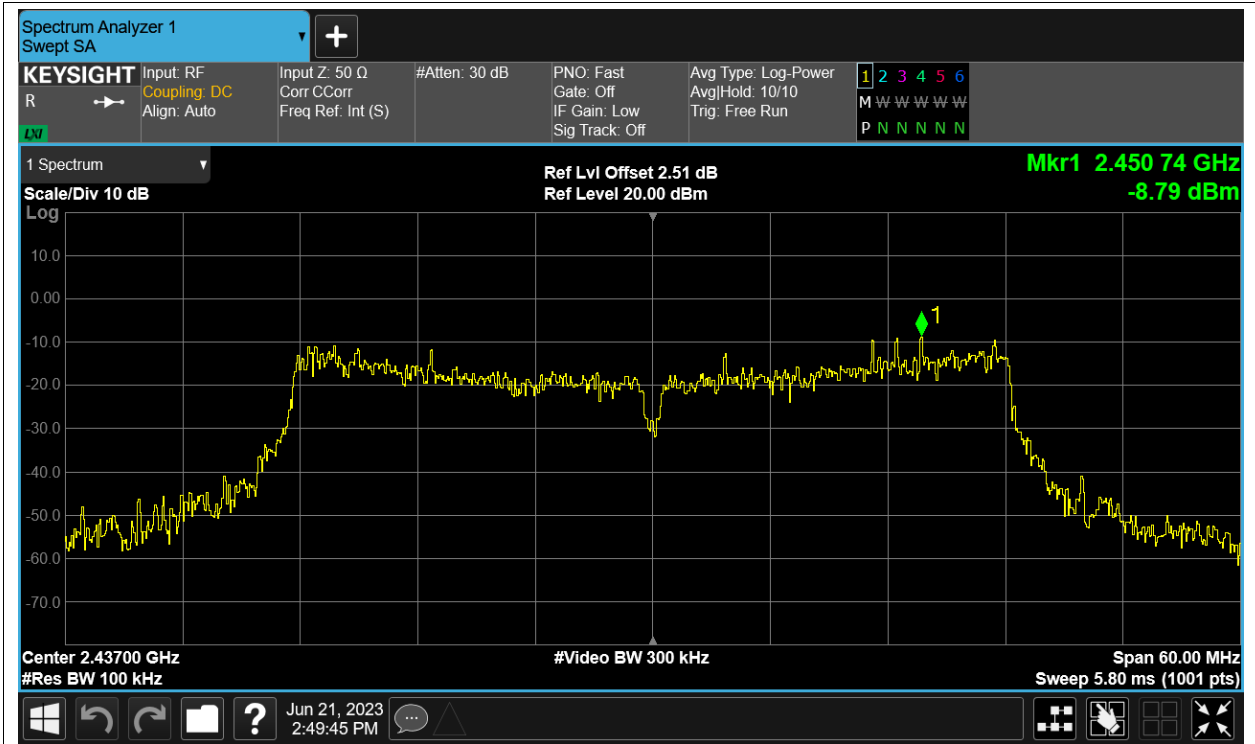 Spectrum Analyzer 1
Swept SA
KEYSIGHT
R
LXI
Input: RF
Coupling: DC
Align: Auto
Input Z: 50 Ω
Corr CCorr
Freq Ref: Int (S)
#Atten: 30 dB
PNO: Fast
Gate: Off
IF Gain: Low
Sig Track: Off
Avg Type: Log-Power
Avg|Hold: 10/10
Trig: Free Run
1 2 3 4 5 6
M W W W W W
P N N N N N
1 Spectrum
Scale/Div 10 dB
Log
Ref Lvl Offset 2.51 dB
Ref Level 20.00 dBm
Mkr1 2.450 74 GHz
-8.79 dBm
10.0
0.00
-10.0
-20.0
-30.0
-40.0
-50.0
-60.0
-70.0
1
Center 2.43700 GHz
#Res BW 100 kHz
#Video BW 300 kHz
Span 60.00 MHz
Sweep 5.80 ms (1001 pts)
?
Jun 21, 2023
2:49:45 PM